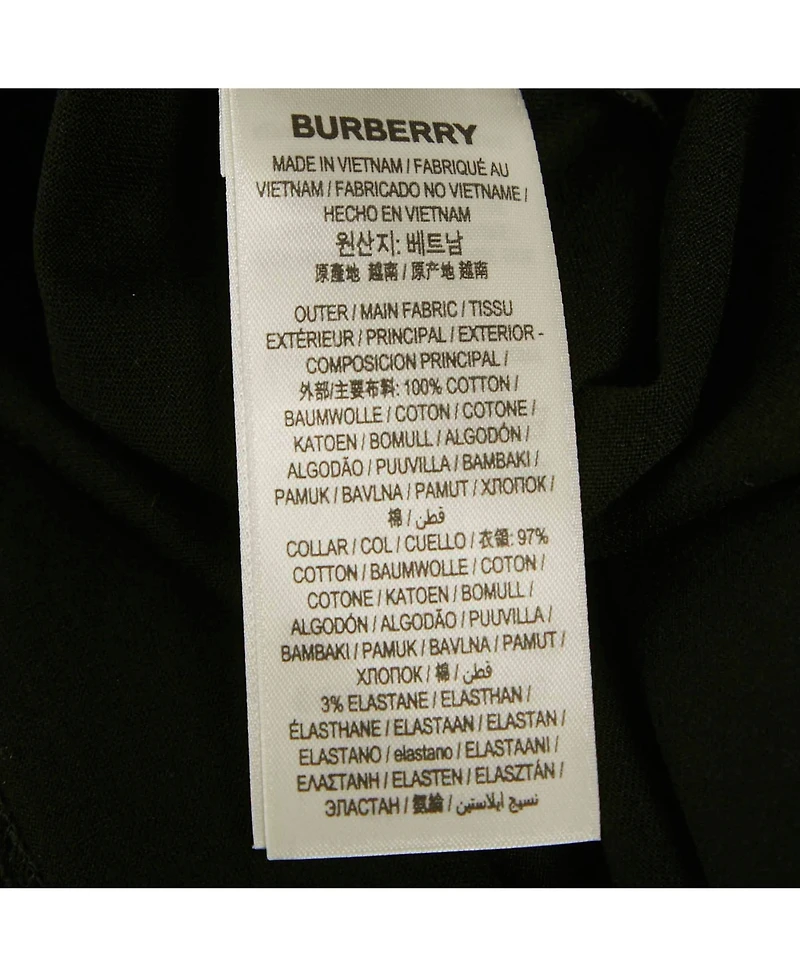 BURBERRY
MADE IN VIETNAM / FABRIQUÉ AU
VIETNAM / FABRICADO NO VIETNAME /
HECHO EN VIETNAM
원산지: 베트남
原產地 越南 / 原产地 越南
OUTER / MAIN FABRIC / TISSU
EXTÉRIEUR / PRINCIPAL / EXTERIOR -
COMPOSICION PRINCIPAL /
外部/主要布料: 100% COTTON /
BAUMWOLLE / COTON / COTONE /
KATOEN / BOMULL / ALGODÓN /
ALGODÃO / PUUVILLA / BAMBAKI /
PAMUK / BAVLNA / PAMUT / ХЛОПОК /
棉 / قطن
COLLAR / COL / CUELLO / 衣領: 97%
COTTON / BAUMWOLLE / COTON /
COTONE / KATOEN / BOMULL /
ALGODÓN / ALGODÃO / PUUVILLA /
BAMBAKI / PAMUK / BAVLNA / PAMUT /
ХЛОПОК / 棉 / قطن
3% ELASTANE / ELASTHAN /
ÉLASTHANE / ELASTAAN / ELASTAN /
ELASTANO / elastano / ELASTAANI /
ΕΛΑΣΤΑΝΗ / ELASTEN / ELASZTÁN /
ЭЛАСТАН / 氨綸 / نسيج ايلاستين